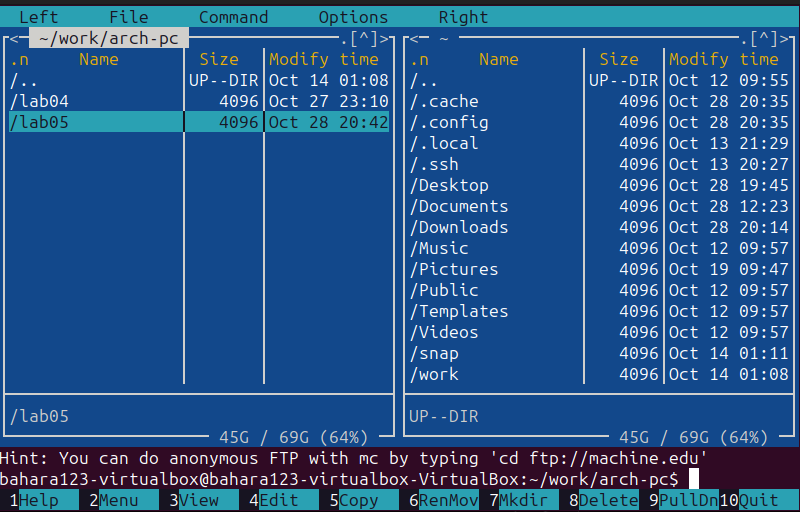 Left File Command Options Right
< ~/work/arch-pc .[^]> < ~ .[^]>
.n Name Size Modify time .n Name Size Modify time
/.. UP--DIR Oct 14 01:08 /.. UP--DIR Oct 12 09:55
/lab04 4096 Oct 27 23:10 /.cache 4096 Oct 28 20:35
/lab05 4096 Oct 28 20:42 /.config 4096 Oct 28 20:35
/.local 4096 Oct 13 21:29
/.ssh 4096 Oct 13 20:27
/Desktop 4096 Oct 28 19:45
/Documents 4096 Oct 28 12:23
/Downloads 4096 Oct 28 20:14
/Music 4096 Oct 12 09:57
/Pictures 4096 Oct 19 09:47
/Public 4096 Oct 12 09:57
/Templates 4096 Oct 12 09:57
/Videos 4096 Oct 12 09:57
/snap 4096 Oct 14 01:11
/work 4096 Oct 14 01:08
/lab05 UP--DIR
45G / 69G (64%) 45G / 69G (64%)
Hint: You can do anonymous FTP with mc by typing 'cd ftp://machine.edu'
bahara123-virtualbox@bahara123-virtualbox-VirtualBox:~/work/arch-pc$
1Help 2Menu 3View 4Edit 5Copy 6RenMov 7Mkdir 8Delete 9PullDn 10Quit